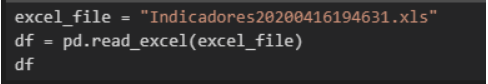 excel_file = "Indicadores20200416194631.xls"
df = pd.read_excel(excel_file)
df